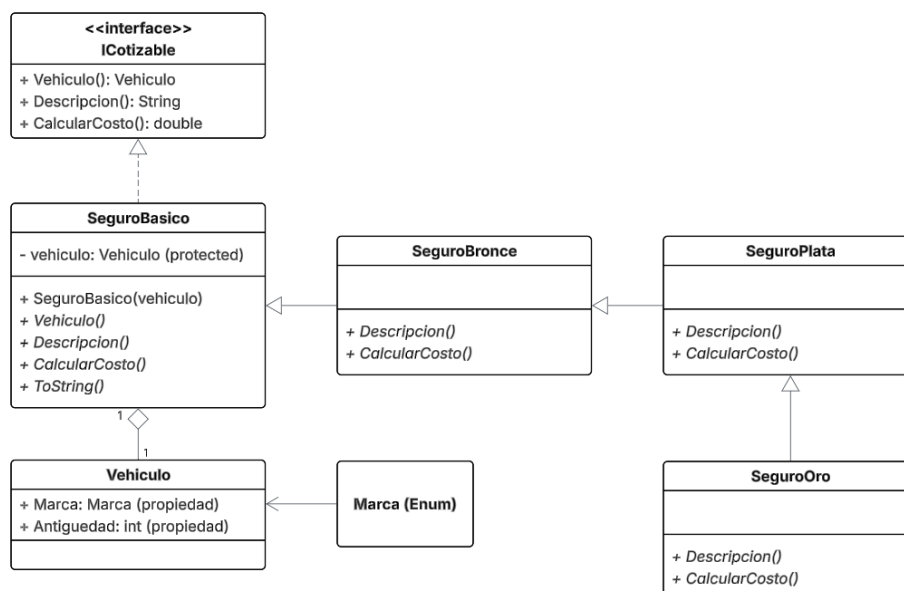 <<interface>>
ICotizable
+ Vehiculo(): Vehiculo
+ Descripcion(): String
+ CalcularCosto(): double
SeguroBasico
- vehiculo: Vehiculo (protected)
+ SeguroBasico(vehiculo)
+ Vehiculo()
+ Descripcion()
+ CalcularCosto()
+ ToString()
SeguroBronce
+ Descripcion()
+ CalcularCosto()
SeguroPlata
+ Descripcion()
+ CalcularCosto()
1
1
Vehiculo
+ Marca: Marca (propiedad)
+ Antiguedad: int (propiedad)
Marca (Enum)
SeguroOro
+ Descripcion()
+ CalcularCosto()